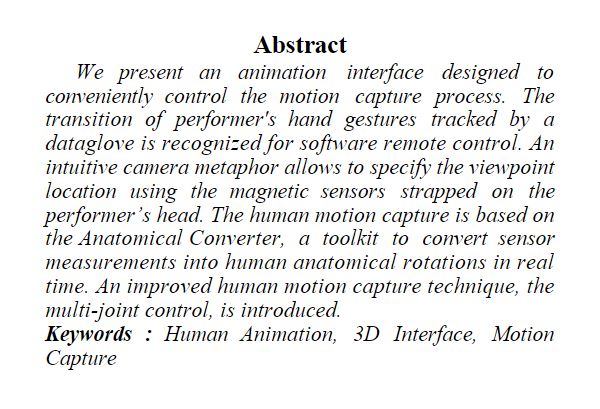 Abstract
We present an animation interface designed to
conveniently control the motion capture process. The
transition of performer's hand gestures tracked by a
dataglove is recognized for software remote control. An
intuitive camera metaphor allows to specify the viewpoint
location using the magnetic sensors strapped on the
performer’s head. The human motion capture is based on
the Anatomical Converter, a toolkit to convert sensor
measurements into human anatomical rotations in real
time. An improved human motion capture technique, the
multi-joint control, is introduced.
Keywords : Human Animation, 3D Interface, Motion
Capture